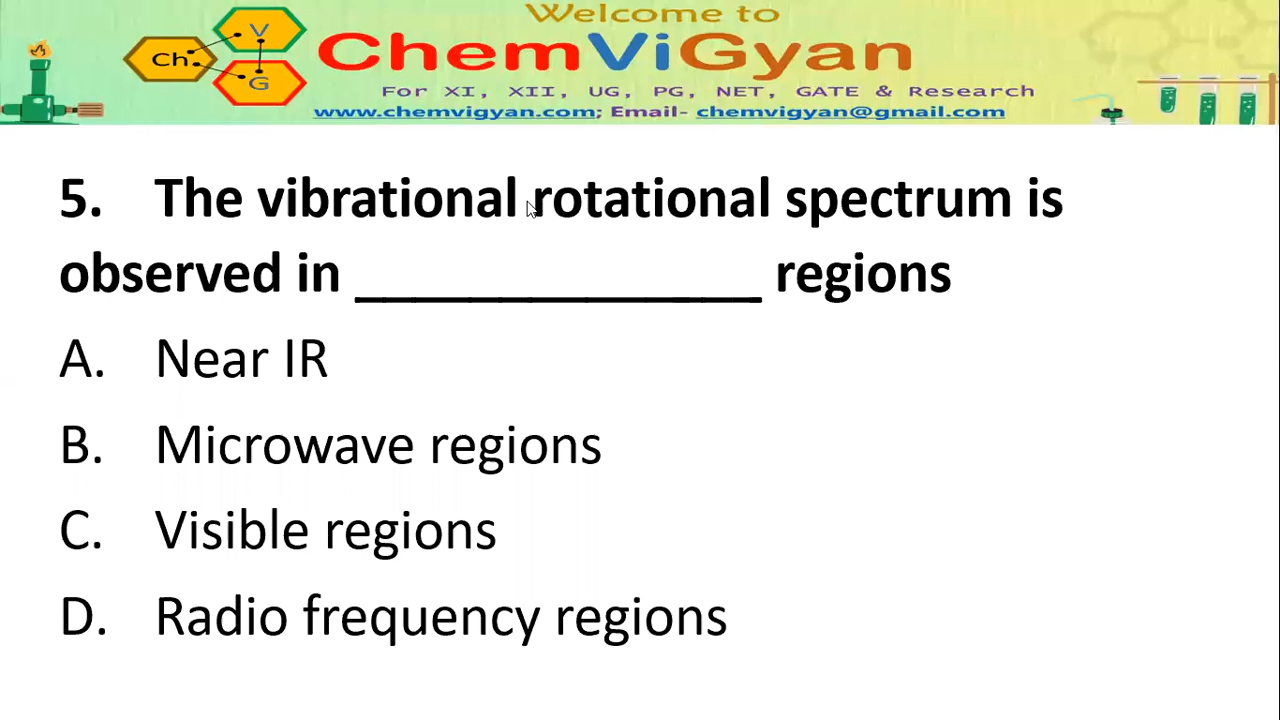 Welcome to
Ch
V
G
ChemViGyan
For XI, XII, UG, PG, NET, GATE & Research
www.chemvigyan.com; Email- chemvigyan@gmail.com
5. The vibrational rotational spectrum is
observed in _______________ regions
A. Near IR
B. Microwave regions
C. Visible regions
D. Radio frequency regions